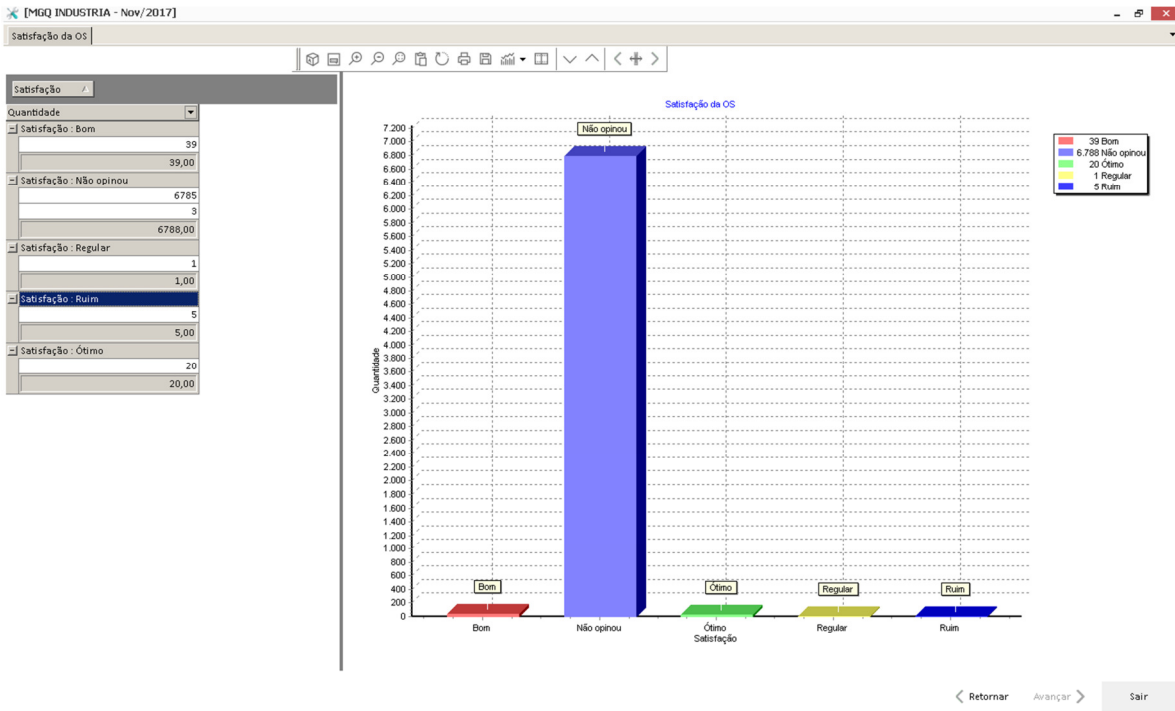 [MGQ INDUSTRIA - Nov/2017]
Satisfação da OS
Satisfação
Quantidade
Satisfação : Bom
39
39,00
Satisfação : Não opinou
6785
3
6788,00
Satisfação : Regular
1
1,00
Satisfação : Ruim
5
5,00
Satisfação : Ótimo
20
20,00
Satisfação da OS
Quantidade
7.200
7.000
6.800
6.600
6.400
6.200
6.000
5.800
5.600
5.400
5.200
5.000
4.800
4.600
4.400
4.200
4.000
3.800
3.600
3.400
3.200
3.000
2.800
2.600
2.400
2.200
2.000
1.800
1.600
1.400
1.200
1.000
800
600
400
200
0
Não opinou
Bom
Ótimo
Regular
Ruim
Bom Não opinou Ótimo Regular Ruim
Satisfação
39 Bom
6.788 Não opinou
20 Ótimo
1 Regular
5 Ruim
Retornar Avançar Sair